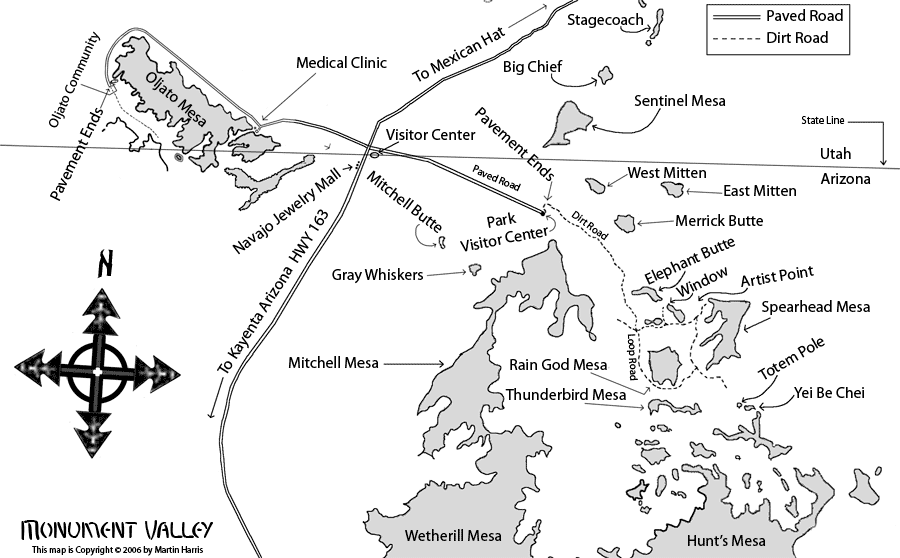 Stagecoach
Paved Road
Dirt Road
To Mexican Hat
Oljato Community
Medical Clinic
Big Chief
Oljato Mesa
Sentinel Mesa
Pavement Ends
Pavement Ends
State Line
Visitor Center
Utah
Arizona
West Mitten
East Mitten
Paved Road
Navajo Jewelry Mall
Mitchell Butte
Park
Visitor Center
Dirt Road
Merrick Butte
HWY 163
To Kayenta Arizona
Gray Whiskers
Elephant Butte
Window
Artist Point
N
Spearhead Mesa
Mitchell Mesa
Rain God Mesa
Loop Road
Totem Pole
Thunderbird Mesa
Yei Be Chei
Monument Valley
This map is Copyright © 2006 by Martin Harris
Wetherill Mesa
Hunt's Mesa